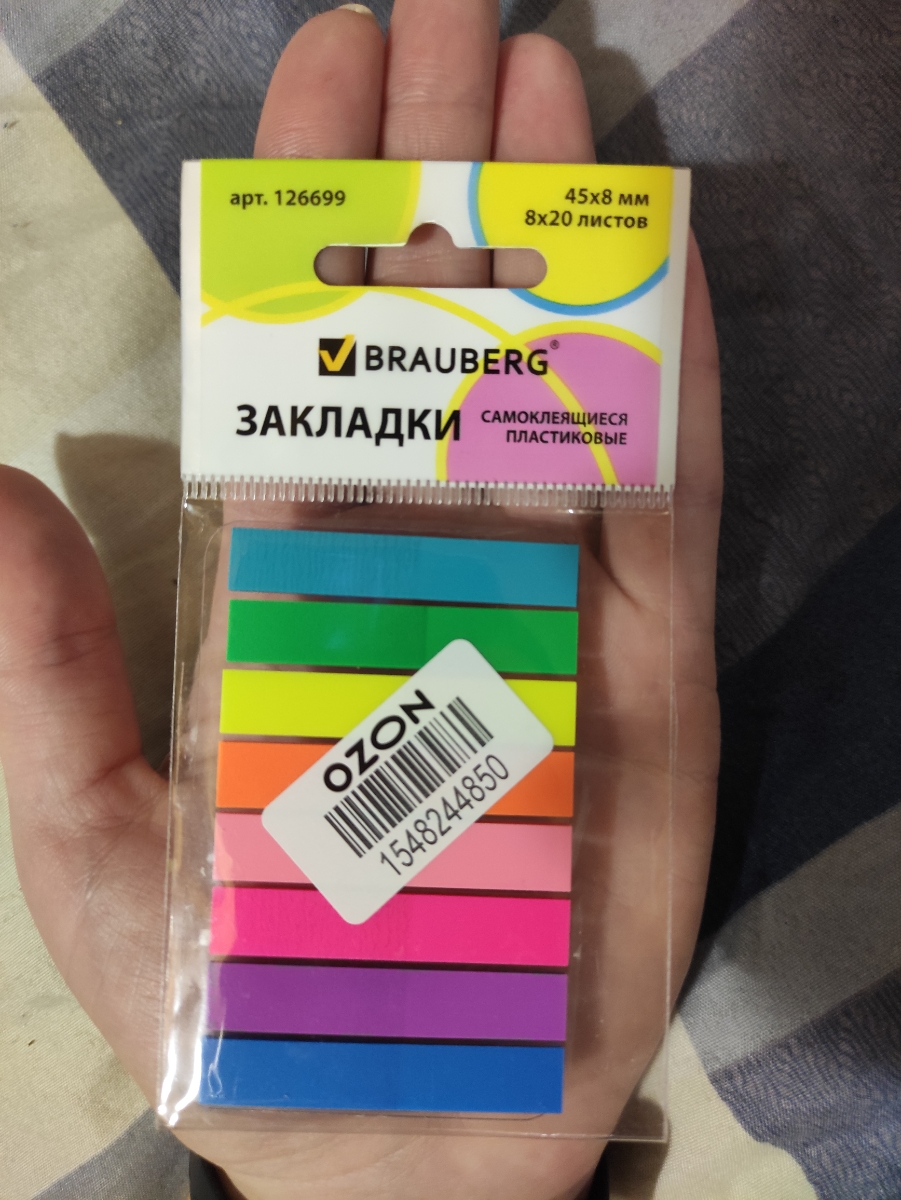 арт. 126699
45х8 мм
8х20 листов
BRAUBERG®
ЗАКЛАДКИ
САМОКЛЕЯЩИЕСЯ
ПЛАСТИКОВЫЕ
OZON
1548244850